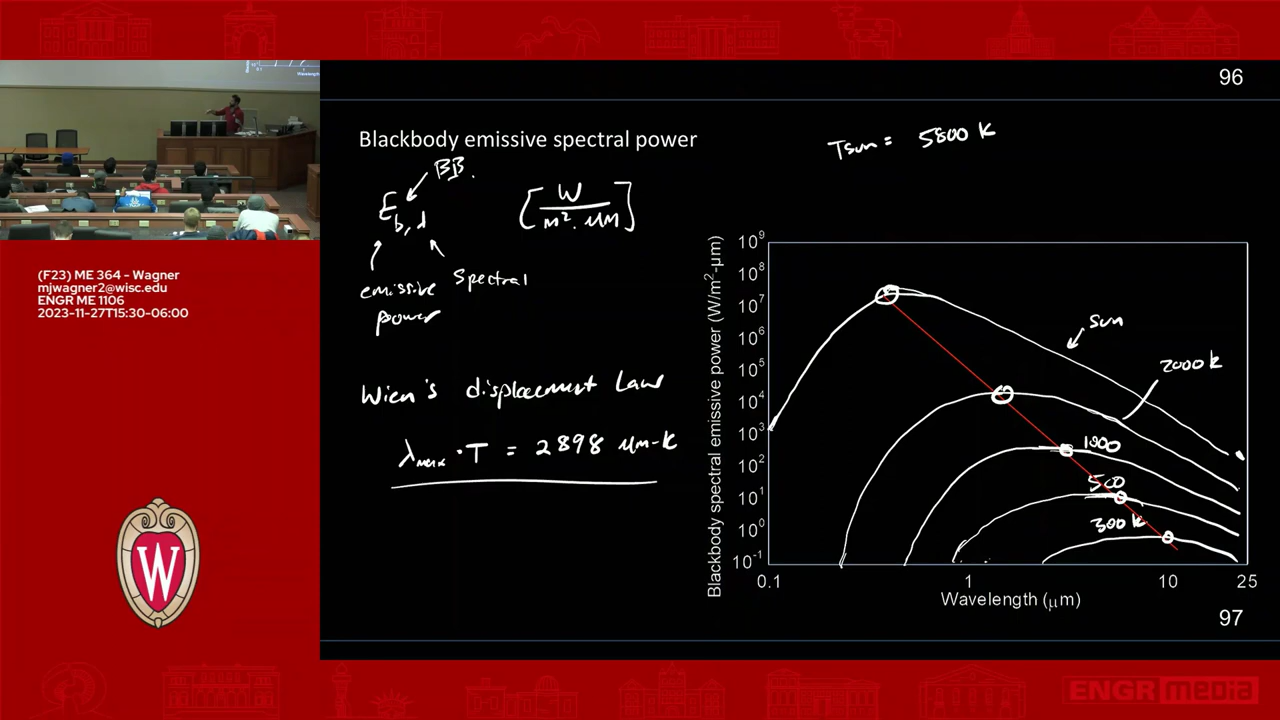 96
Blackbody emissive spectral power
Tsun = 5800 K
BB.
E b, λ
[ W / m² · μm ]
emissive power
spectral
Wien's displacement Law
λmax · T = 2898 μm-K
(F23) ME 364 - Wagner
mjwagner2@wisc.edu
ENGR ME 1106
2023-11-27T15:30-06:00
W
Blackbody spectral emissive power (W/m²-μm)
10⁹
10⁸
10⁷
10⁶
10⁵
10⁴
10³
10²
10¹
10⁰
10⁻¹
sun
2000 K
1000
500
300 K
0.1
1
10
25
Wavelength (μm)
97
ENGR media